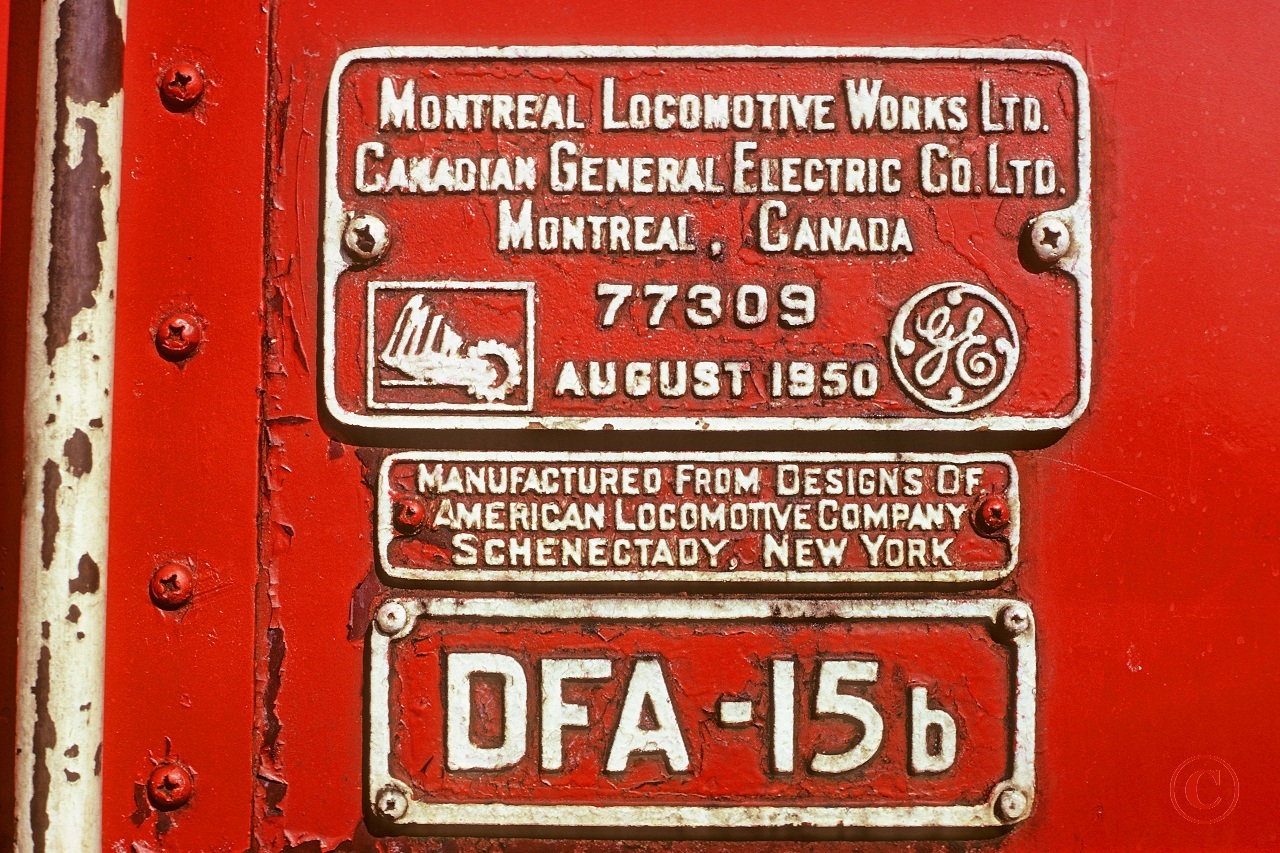 MONTREAL LOCOMOTIVE WORKS LTD.
CANADIAN GENERAL ELECTRIC CO. LTD.
MONTREAL, CANADA
77309
AUGUST 1950
GE
MANUFACTURED FROM DESIGNS OF
AMERICAN LOCOMOTIVE COMPANY
SCHENECTADY, NEW YORK
DFA-15b
©